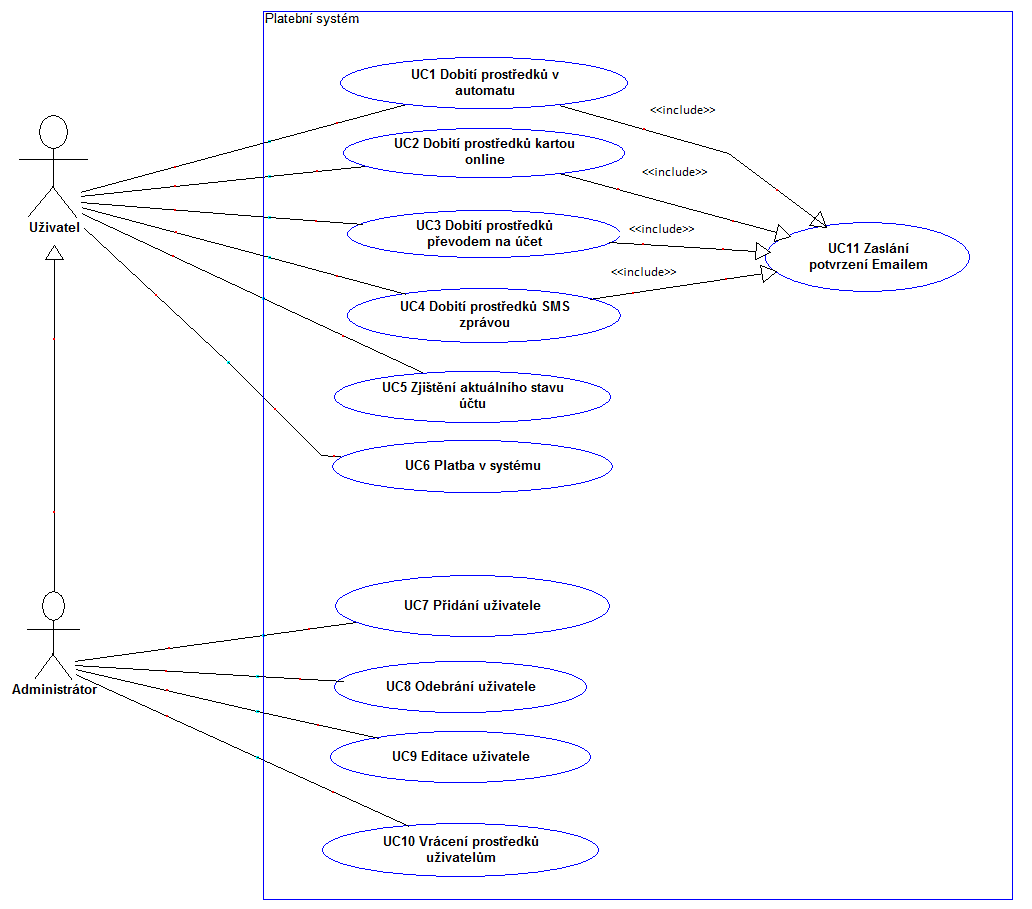 Platební systém
UC1 Dobití prostředků v
automatu
<<include>>
UC2 Dobití prostředků kartou
online
<<include>>
Uživatel
UC3 Dobití prostředků
převodem na účet
<<include>>
UC11 Zaslání
potvrzení Emailem
<<include>>
UC4 Dobití prostředků SMS
zprávou
UC5 Zjištění aktuálního stavu
účtu
UC6 Platba v systému
UC7 Přidání uživatele
Administrátor
UC8 Odebrání uživatele
UC9 Editace uživatele
UC10 Vrácení prostředků
uživatelům